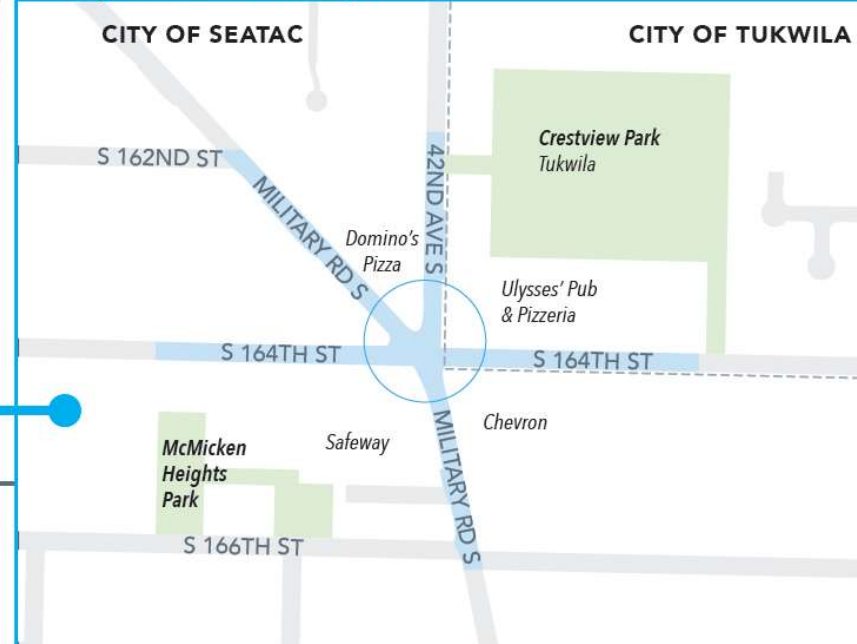 CITY OF SEATAC
CITY OF TUKWILA
Crestview Park
Tukwila
S 162ND ST
42ND AVE S
MILITARY RD S
Domino's
Pizza
Ulysses' Pub
& Pizzeria
S 164TH ST
S 164TH ST
Chevron
Safeway
McMicken
Heights
Park
MILITARY RD S
S 166TH ST